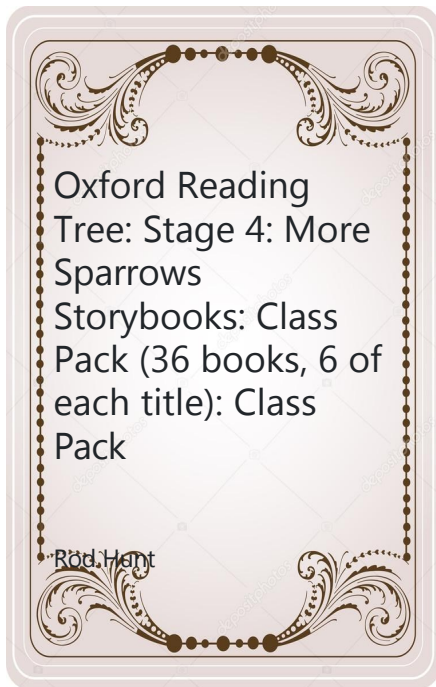 Oxford Reading
Tree: Stage 4: More
Sparrows
Storybooks: Class
Pack (36 books, 6 of
each title): Class
Pack
Rod Hunt